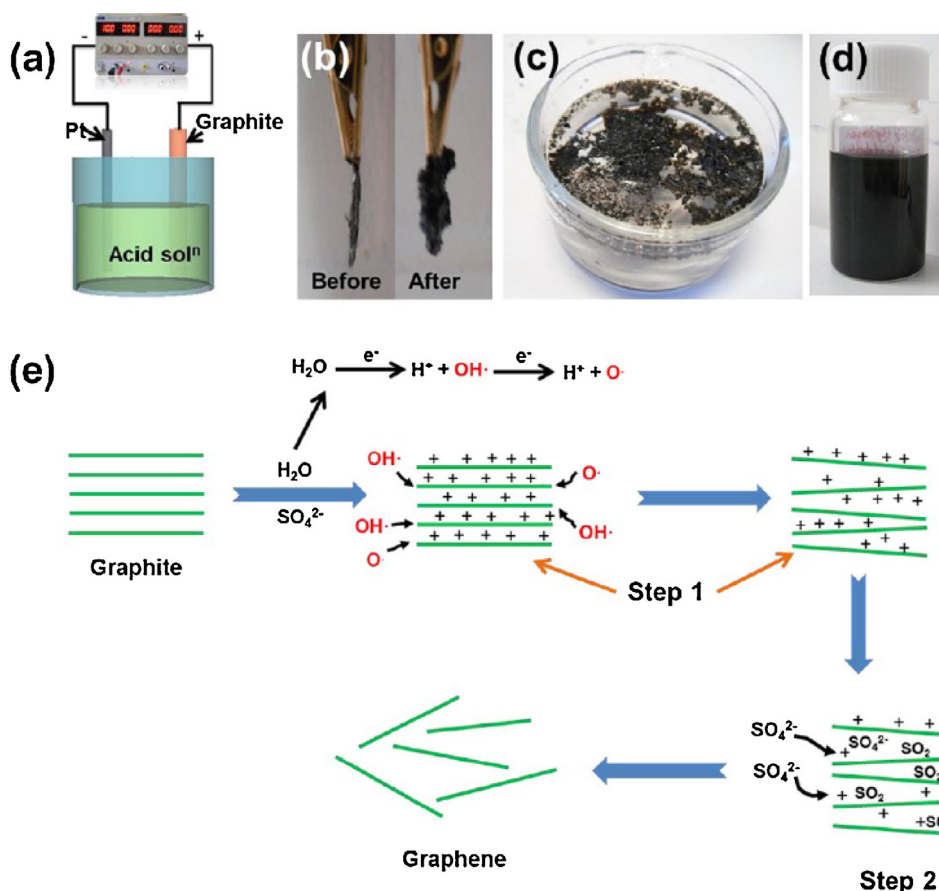 (a)
- +
Pt
Graphite
Acid solⁿ
(b)
Before After
(c)
(d)
(e)
H₂O e⁻ H⁺ + OH· e⁻ H⁺ + O·
Graphite
H₂O
SO₄²⁻
OH·
OH·
O·
O·
OH·
+ + + + +
+ + + + +
+ + + +
+ + + + +
+ + + + +
+ + + + +
+ +
+ + + +
+ + + +
+
+ +
Step 1
SO₄²⁻
SO₄²⁻
+ + +
+ SO₄²⁻ SO₂
+ SO₂ +
+
Graphene
Step 2